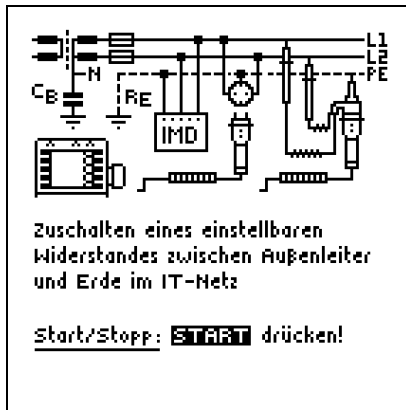 L1
L2
N
PE
CB
RE
IMD
Zuschalten eines einstellbaren
Widerstandes zwischen Außenleiter
und Erde im IT-Netz
Start/Stopp: START drücken!